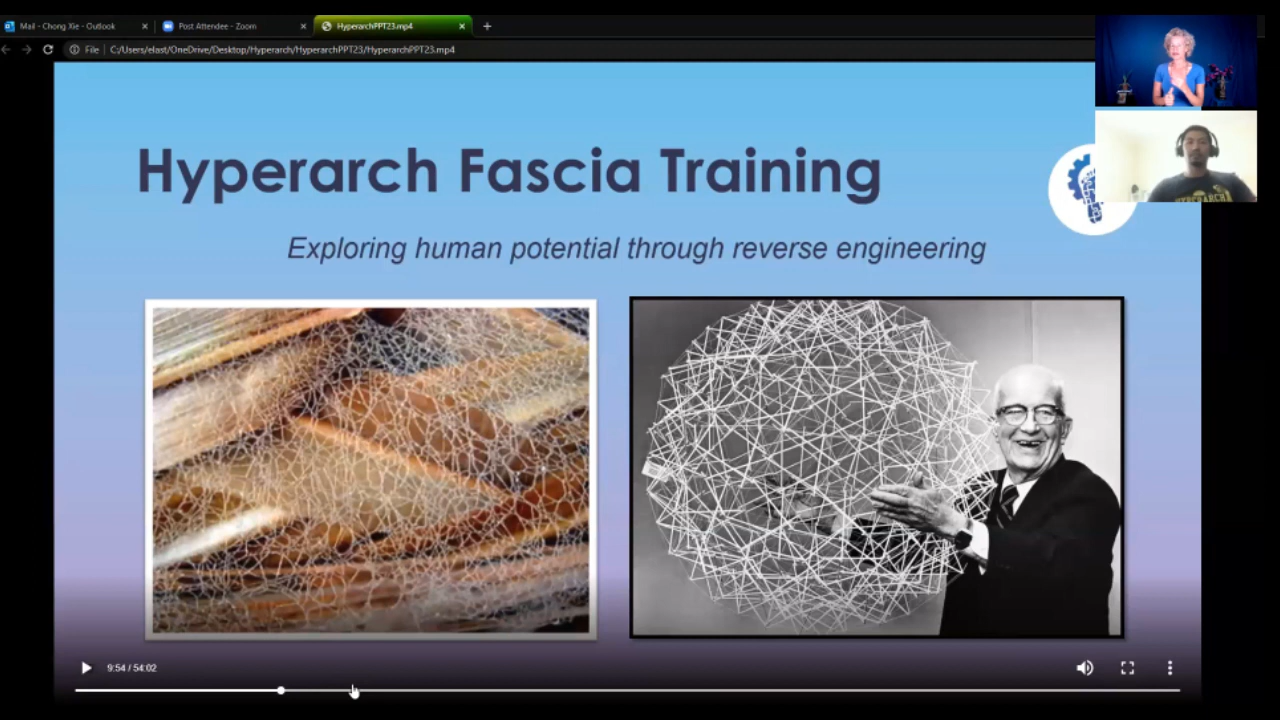 Mail - Chong Xie - Outlook
Post Attendee - Zoom
HyperarchPPT23.mp4
File
C:/Users/elast/OneDrive/Desktop/Hyperarch/HyperarchPPT23/HyperarchPPT23.mp4
Hyperarch Fascia Training
Exploring human potential through reverse engineering
HYPERARCH
9:54 / 54:02